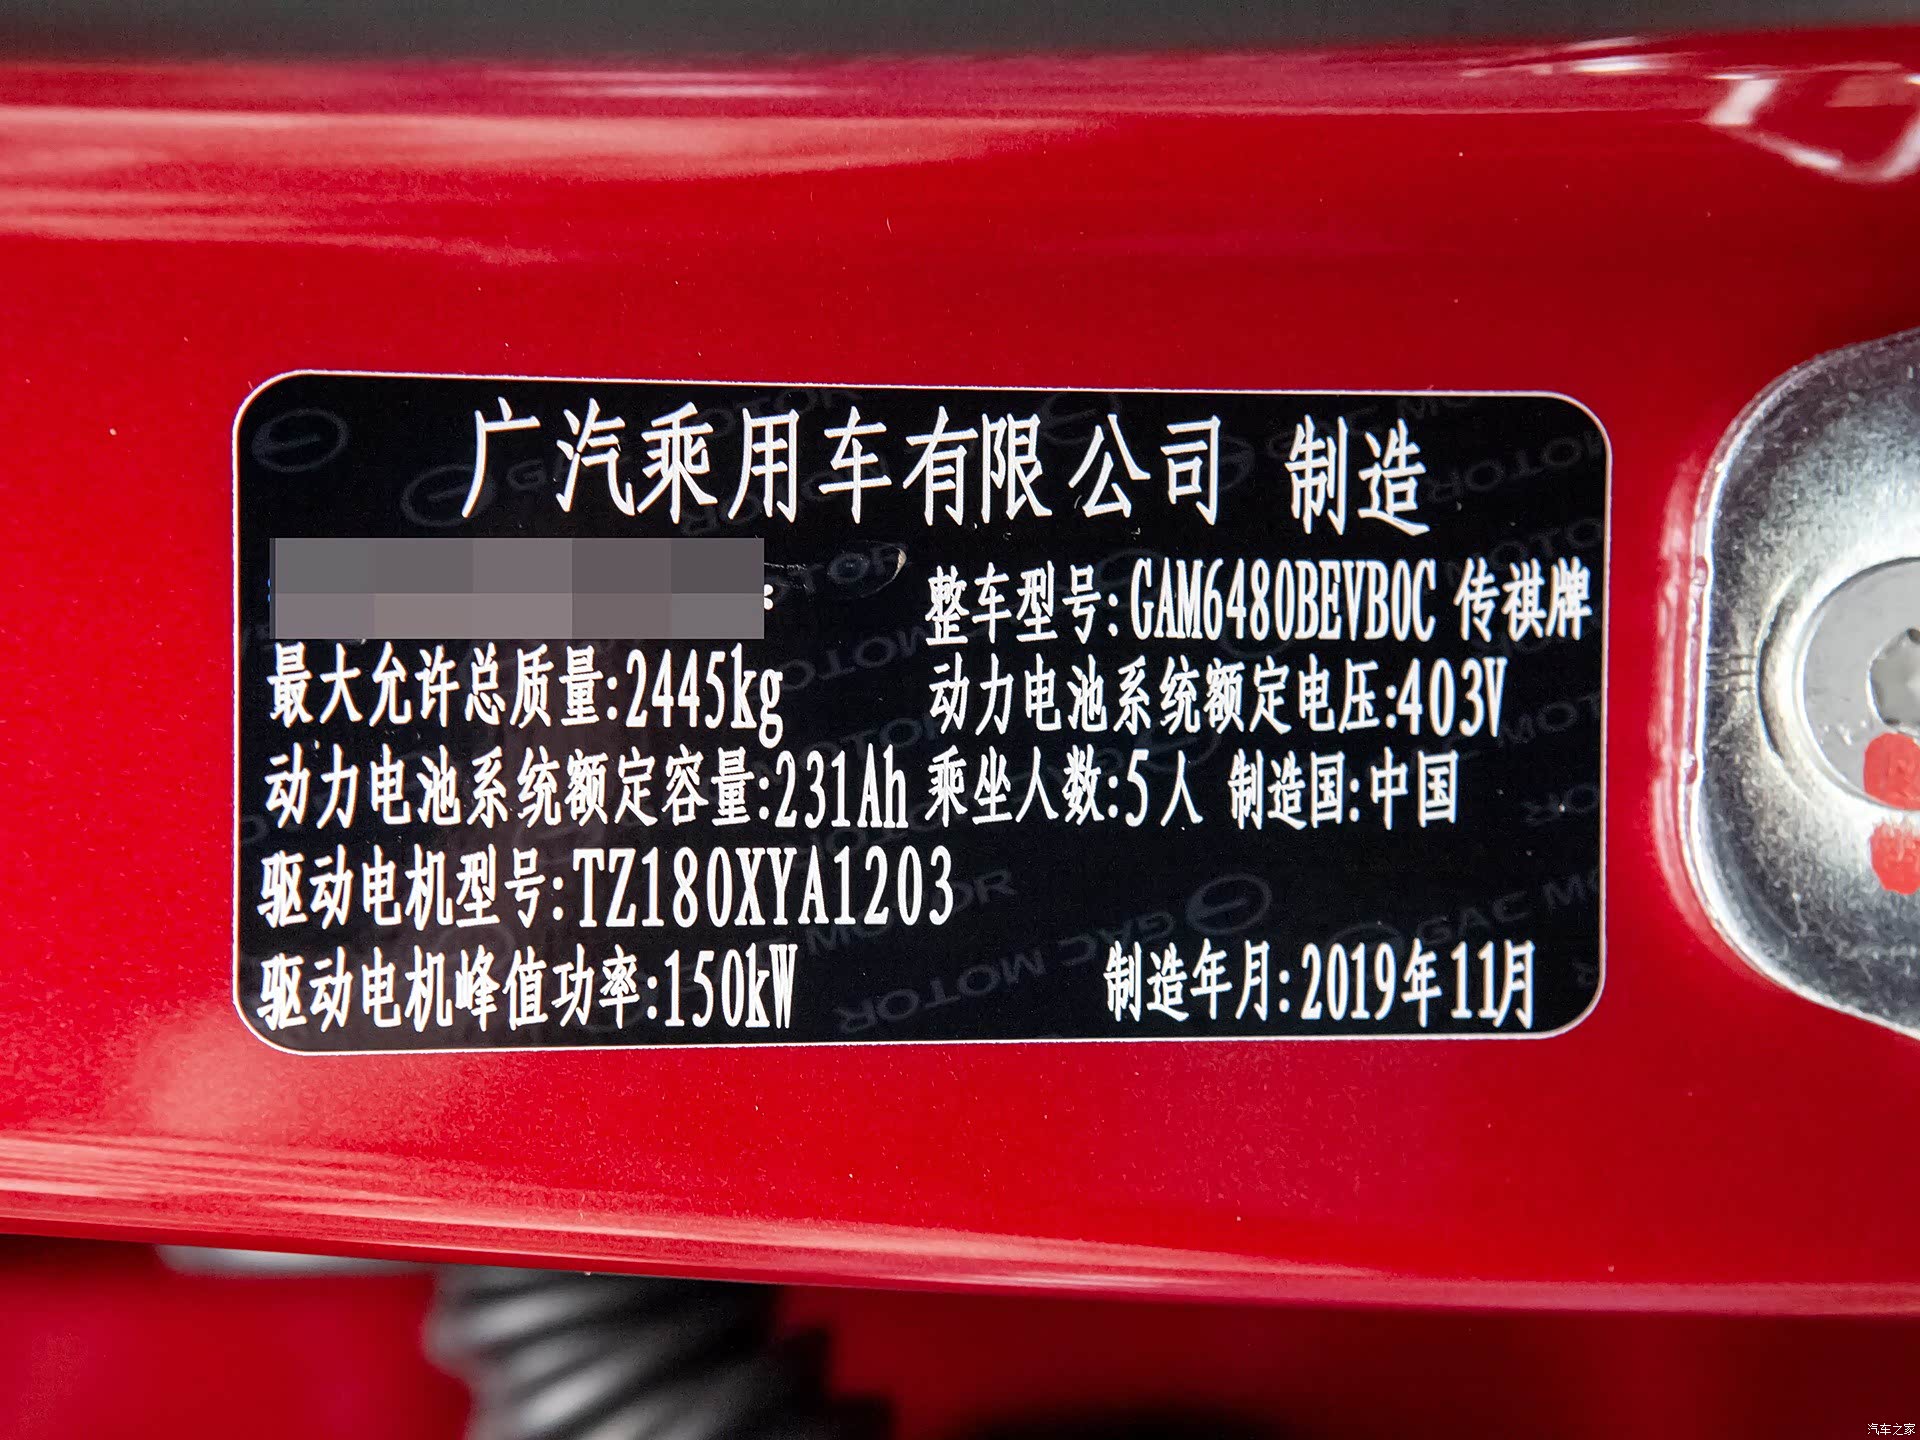 广汽乘用车有限公司 制造
整车型号:GAM6480BEVB0C 传祺牌
最大允许总质量:2445kg 动力电池系统额定电压:403V
动力电池系统额定容量:231Ah 乘坐人数:5人 制造国:中国
驱动电机型号:TZ180XYA1203
驱动电机峰值功率:150kW 制造年月:2019年11月
汽车之家